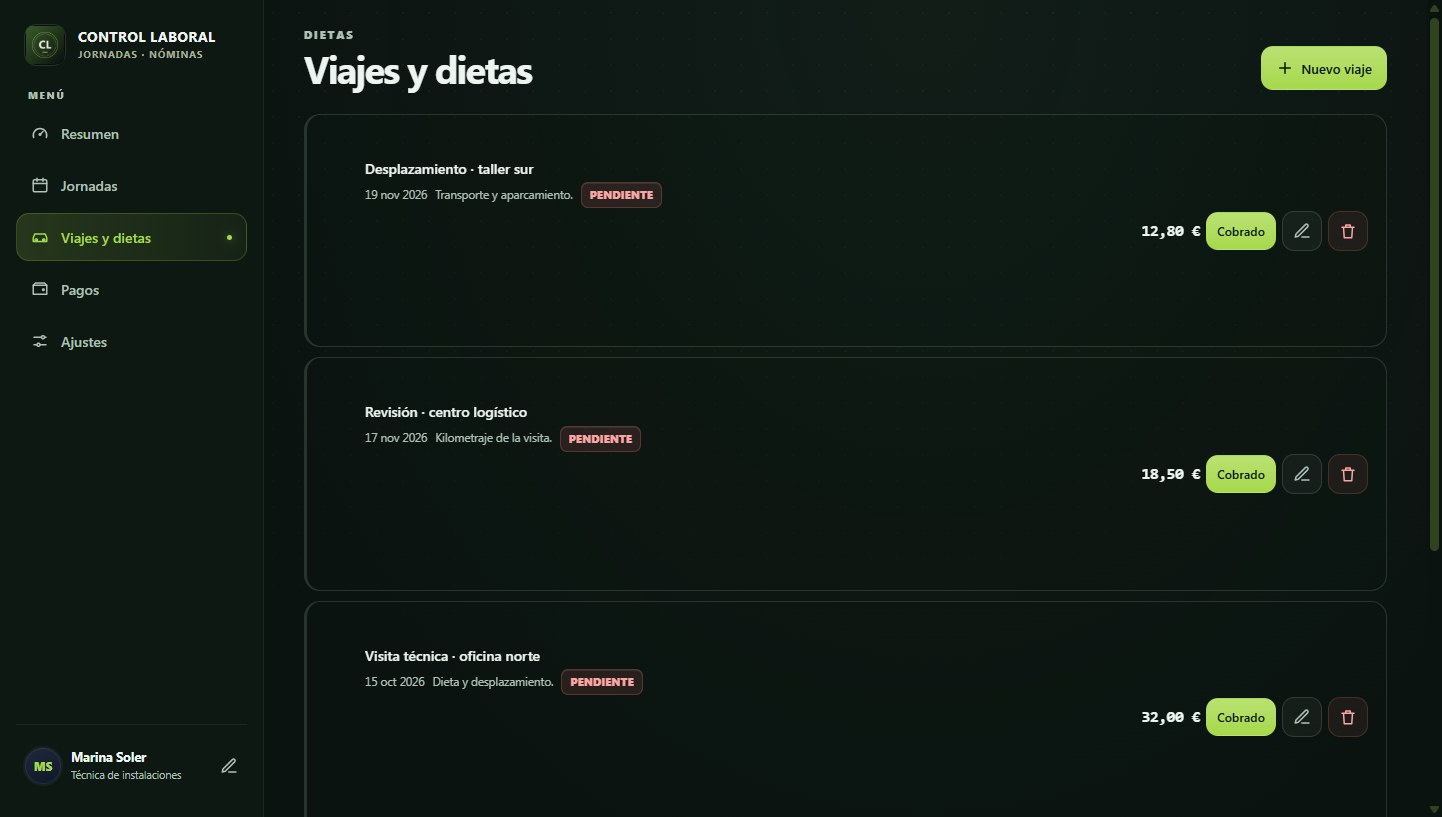 CL
CONTROL LABORAL
JORNADAS · NÓMINAS
MENÚ
Resumen
Jornadas
Viajes y dietas
Pagos
Ajustes
MS
Marina Soler
Técnica de instalaciones
DIETAS
Viajes y dietas
Nuevo viaje
Desplazamiento · taller sur
19 nov 2026 Transporte y aparcamiento. PENDIENTE
12,80 € Cobrado
Revisión · centro logístico
17 nov 2026 Kilometraje de la visita. PENDIENTE
18,50 € Cobrado
Visita técnica · oficina norte
15 oct 2026 Dieta y desplazamiento. PENDIENTE
32,00 € Cobrado